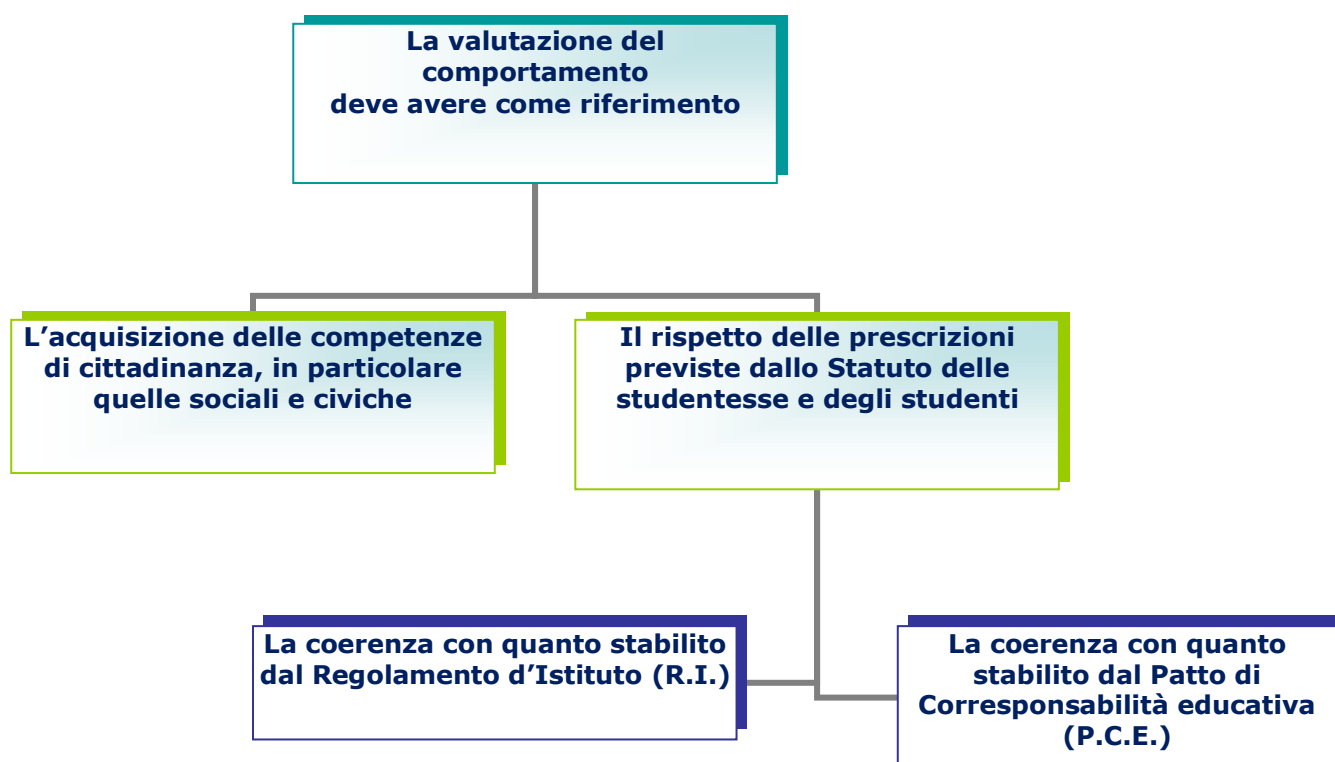 La valutazione del
comportamento
deve avere come riferimento
L’acquisizione delle competenze
di cittadinanza, in particolare
quelle sociali e civiche
Il rispetto delle prescrizioni
previste dallo Statuto delle
studentesse e degli studenti
La coerenza con quanto stabilito
dal Regolamento d’Istituto (R.I.)
La coerenza con quanto
stabilito dal Patto di
Corresponsabilità educativa
(P.C.E.)